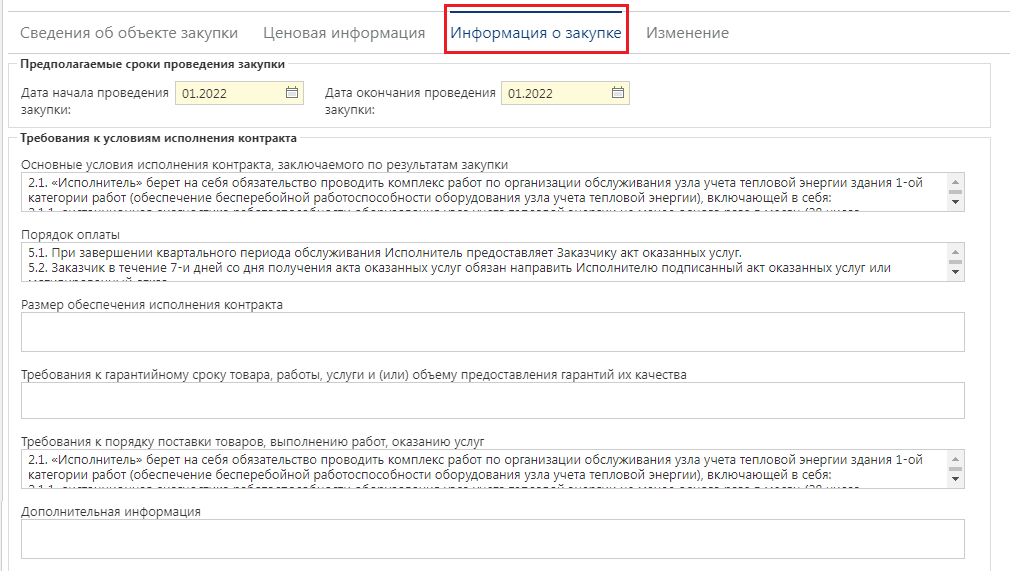 Сведения об объекте закупки Ценовая информация Информация о закупке Изменение
Предполагаемые сроки проведения закупки
Дата начала проведения закупки: 01.2022 Дата окончания проведения закупки: 01.2022
Требования к условиям исполнения контракта
Основные условия исполнения контракта, заключаемого по результатам закупки
2.1. «Исполнитель» берет на себя обязательство проводить комплекс работ по организации обслуживания узла учета тепловой энергии здания 1-ой
категории работ (обеспечение бесперебойной работоспособности оборудования узла учета тепловой энергии), включающей в себя:
Порядок оплаты
5.1. При завершении квартального периода обслуживания Исполнитель предоставляет Заказчику акт оказанных услуг.
5.2. Заказчик в течение 7-и дней со дня получения акта оказанных услуг обязан направить Исполнителю подписанный акт оказанных услуг или
Размер обеспечения исполнения контракта
Требования к гарантийному сроку товара, работы, услуги и (или) объему предоставления гарантий их качества
Требования к порядку поставки товаров, выполнению работ, оказанию услуг
2.1. «Исполнитель» берет на себя обязательство проводить комплекс работ по организации обслуживания узла учета тепловой энергии здания 1-ой
категории работ (обеспечение бесперебойной работоспособности оборудования узла учета тепловой энергии), включающей в себя:
Дополнительная информация